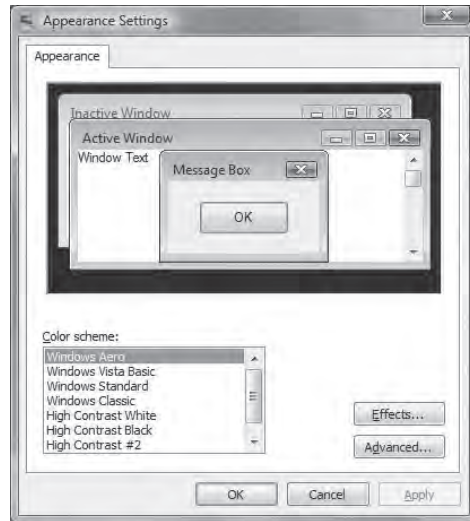 Appearance Settings
Appearance
Inactive Window
Active Window
Window Text
Message Box
OK
Color scheme:
Windows Aero
Windows Vista Basic
Windows Standard
Windows Classic
High Contrast White
High Contrast Black
High Contrast #2
Effects...
Advanced...
OK Cancel Apply